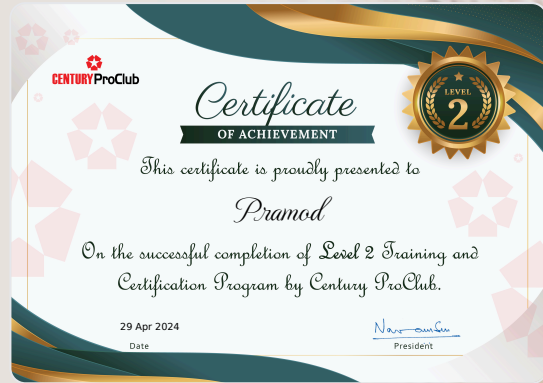 CENTURY ProClub
Certificate
OF ACHIEVEMENT
LEVEL
2
This certificate is proudly presented to
Pramod
On the successful completion of Level 2 Training and
Certification Program by Century ProClub.
29 Apr 2024
Date
President